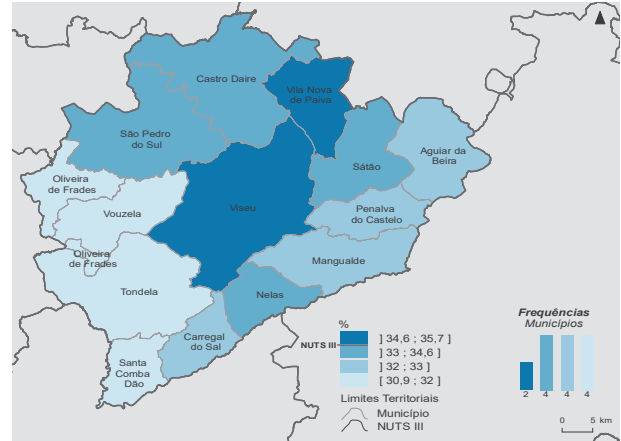 Castro Daire
Vila Nova
de Paiva
São Pedro
do Sul
Aguiar da
Beira
Sátão
Oliveira
de Frades
Vouzela
Viseu
Penalva
do Castelo
Oliveira
de Frades
Mangualde
Tondela
Nelas
Carregal
do Sal
Santa
Comba
Dão
%
] 34,6 ; 35,7 ]
NUTS III
] 33 ; 34,6 ]
] 32 ; 33 ]
[ 30,9 ; 32 ]
Limites Territoriais
Município
NUTS III
Frequências
Municípios
2 4 4 4
0 5 km